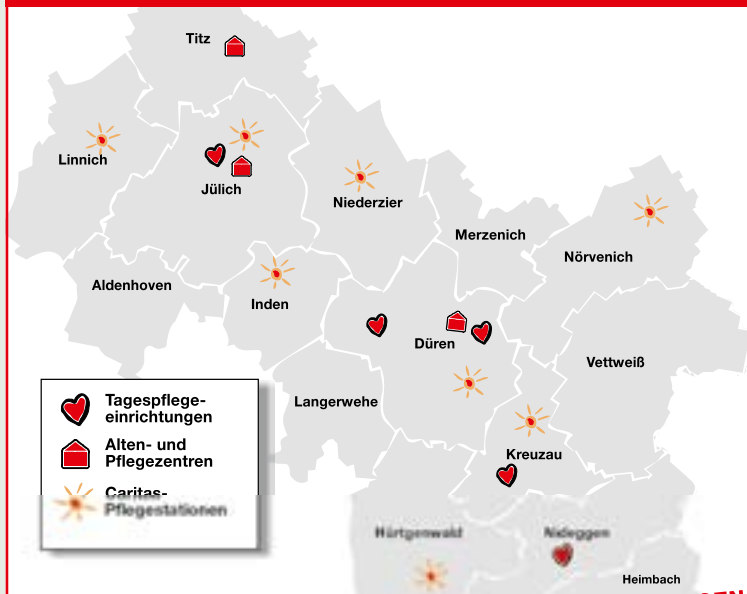 Titz
Linnich
Jülich
Niederzier
Merzenich
Nörvenich
Aldenhoven
Inden
Düren
Vettweiß
Langerwehe
Kreuzau
Tagespflege-
einrichtungen
Alten- und
Pflegezentren
Caritas-
Pflegestationen
Hürtgenwald
Nideggen
Heimbach